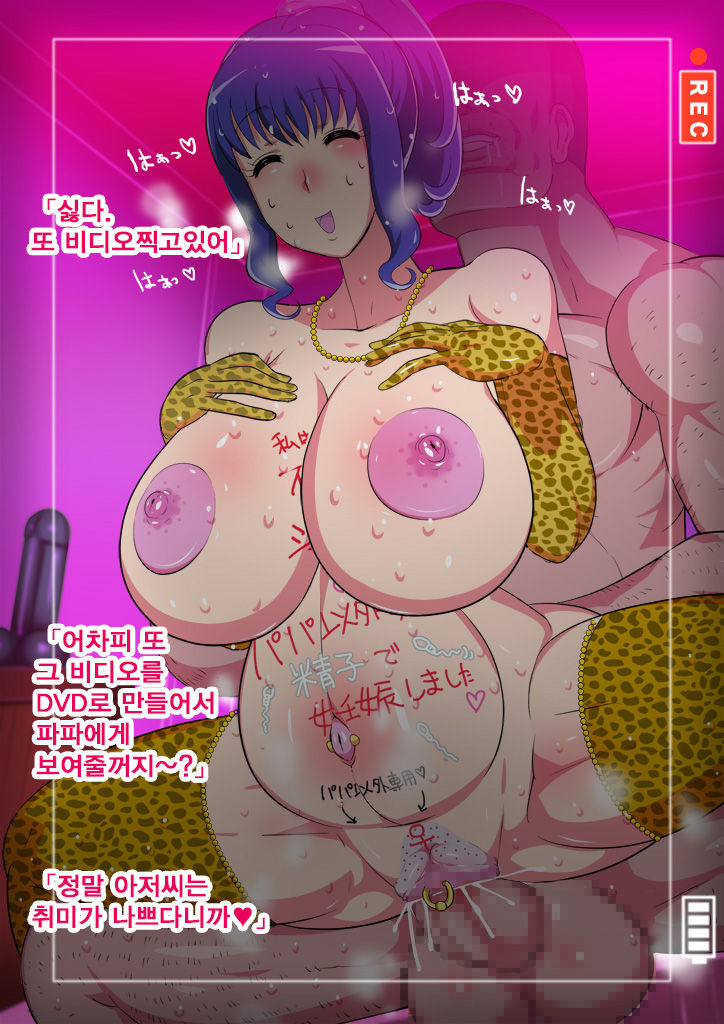 REC
はぁっ♡
はぁっ♡
はぁっ♡
はぁっ♡
「싫다.
또 비디오찍고있어」
私は
パパ以外
精子で
妊娠しました♡
パパ以外専用♡
「어차피 또
그 비디오를
DVD로 만들어서
파파에게
보여줄꺼지~?」
「정말 아저씨는
취미가 나쁘다니까♥」